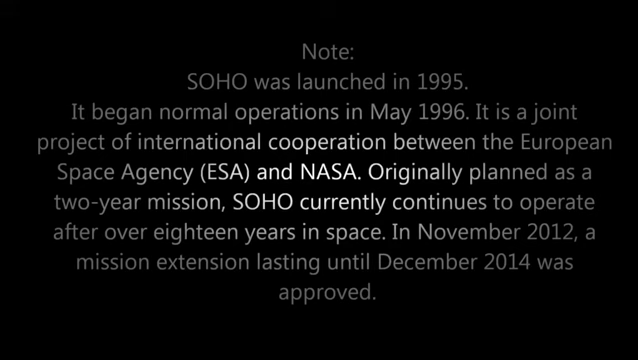 Note:
SOHO was launched in 1995.
It began normal operations in May 1996. It is a joint
project of international cooperation between the European
Space Agency (ESA) and NASA. Originally planned as a
two-year mission, SOHO currently continues to operate
after over eighteen years in space. In November 2012, a
mission extension lasting until December 2014 was
approved.